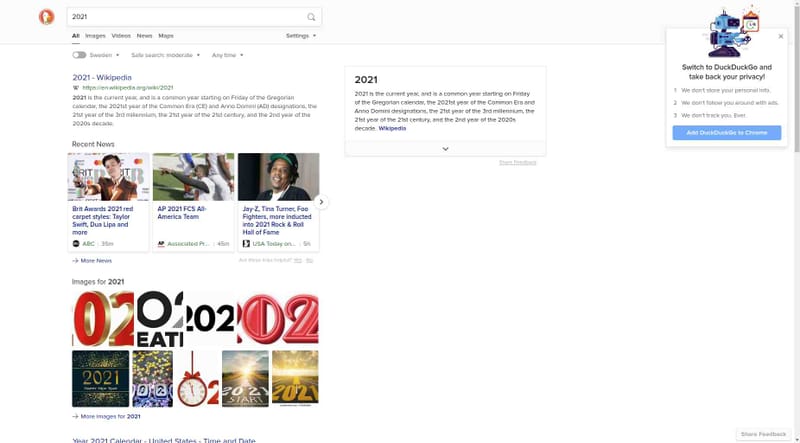 2021
All Images Videos News Maps Settings
Sweden Safe search: moderate Any time
2021 - Wikipedia
https://en.wikipedia.org/wiki/2021
2021 is the current year, and is a common year starting on Friday of the Gregorian
calendar, the 2021st year of the Common Era (CE) and Anno Domini (AD) designations, the
21st year of the 3rd millennium, the 21st year of the 21st century, and the 2nd year of the
2020s decade.
Recent News
Brit Awards 2021 red
carpet styles: Taylor
Swift, Dua Lipa and
more
ABC 35m
AP 2021 FCS All-
America Team
AP Associated Pr... 45m
Jay-Z, Tina Turner, Foo
Fighters, more inducted
into 2021 Rock & Roll
Hall of Fame
USA Today on... 5h
More News
Are these links helpful? Yes No
Images for 2021
2021
2021
2021
START
2021
More Images for 2021
Year 2021 Calendar - United States - Time and Date
2021
2021 is the current year, and is a common year starting on Friday
of the Gregorian calendar, the 2021st year of the Common Era and
Anno Domini designations, the 21st year of the 3rd millennium, the
21st year of the 21st century, and the 2nd year of the 2020s
decade. Wikipedia
Share Feedback
Switch to DuckDuckGo and
take back your privacy!
1 We don't store your personal info.
2 We don't follow you around with ads.
3 We don't track you. Ever.
Add DuckDuckGo to Chrome
Share Feedback